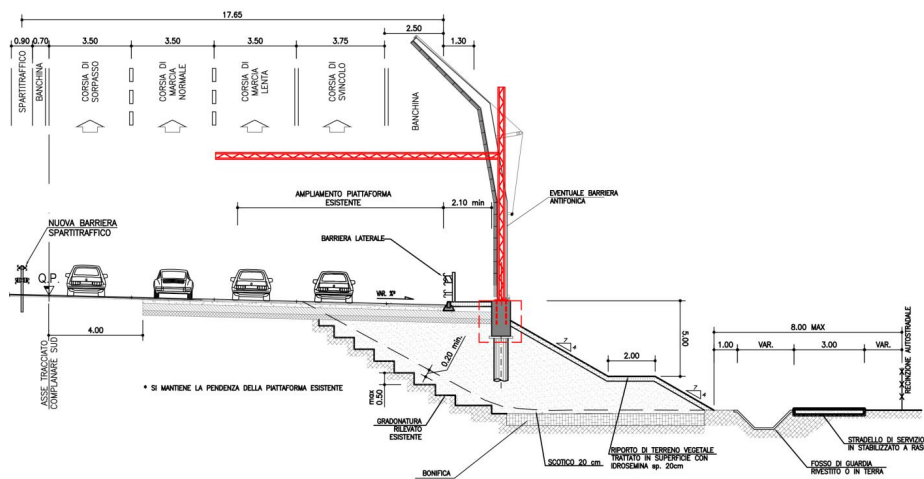 17.65
2.50
0.90
0.70
3.50
3.50
3.50
3.75
1.30
SPARTITRAFFICO
BANCHINA
CORSIA DI
SORPASSO
CORSIA DI
MARCIA
NORMALE
CORSIA DI
MARCIA
LENTA
CORSIA DI
SVINCOLO
BANCHINA
AMPLIAMENTO PIATTAFORMA
ESISTENTE
2.10 min
EVENTUALE BARRIERA
ANTIFONICA
NUOVA BARRIERA
SPARTITRAFFICO
BARRIERA LATERALE
Q.P.
VAR. %*
4.00
ASSE TRACCIATO
COMPLANARE SUD
* SI MANTIENE LA PENDENZA DELLA PIATTAFORMA ESISTENTE
0.20 min.
max
0.50
GRADONATURA
RILEVATO
ESISTENTE
BONIFICA
SCOTICO 20 cm
RIPORTO DI TERRENO VEGETALE
TRATTATO IN SUPERFICIE CON
IDROSEMINA sp. 20cm
7
4
2.00
7
4
5.00
8.00 MAX
1.00
VAR.
3.00
VAR.
RECINZIONE AUTOSTRADALE
STRADELLO DI SERVIZIO
IN STABILIZZATO A RAS
FOSSO DI GUARDIA
RIVESTITO O IN TERRA